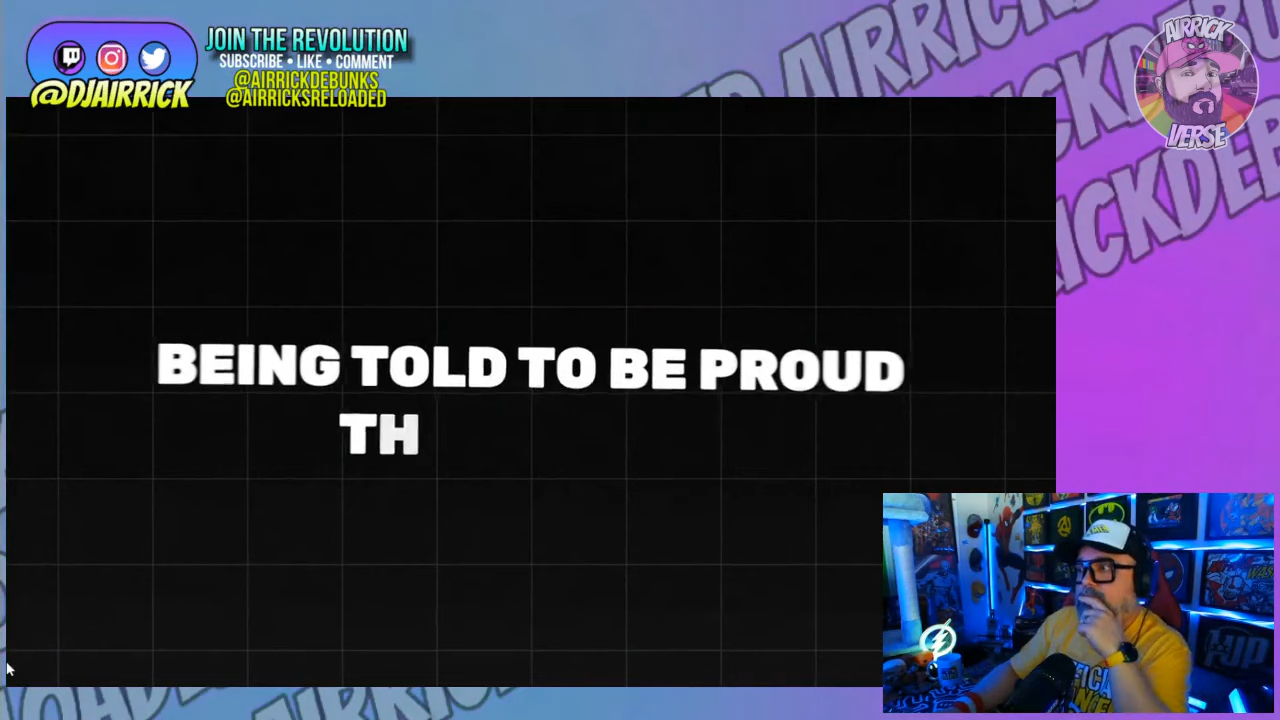 JOIN THE REVOLUTION
SUBSCRIBE • LIKE • COMMENT
@AIRRICKDEBUNKS
@AIRRICKSRELOADED
@DJAIRRICK
AIRRICK
VERSE
BEING TOLD TO BE PROUD
TH